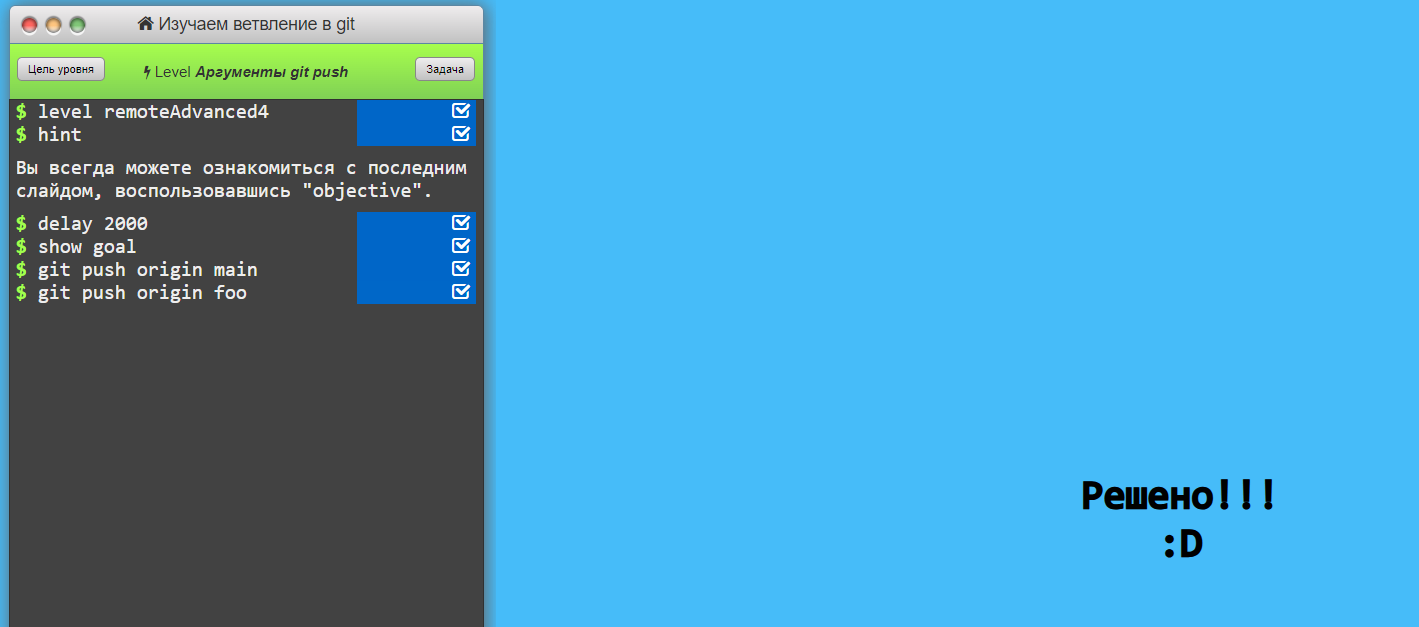 Изучаем ветвление в git
Цель уровня
Level Аргументы git push
Задача
$ level remoteAdvanced4
$ hint
Вы всегда можете ознакомиться с последним
слайдом, воспользовавшись "objective".
$ delay 2000
$ show goal
$ git push origin main
$ git push origin foo
Решено!!!
:D